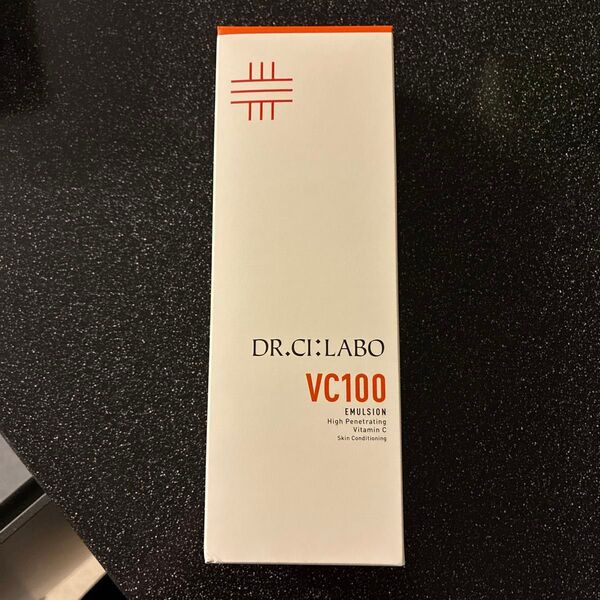 DR.CI:LABO
VC100
EMULSION
High Penetrating
Vitamin C
Skin Conditioning